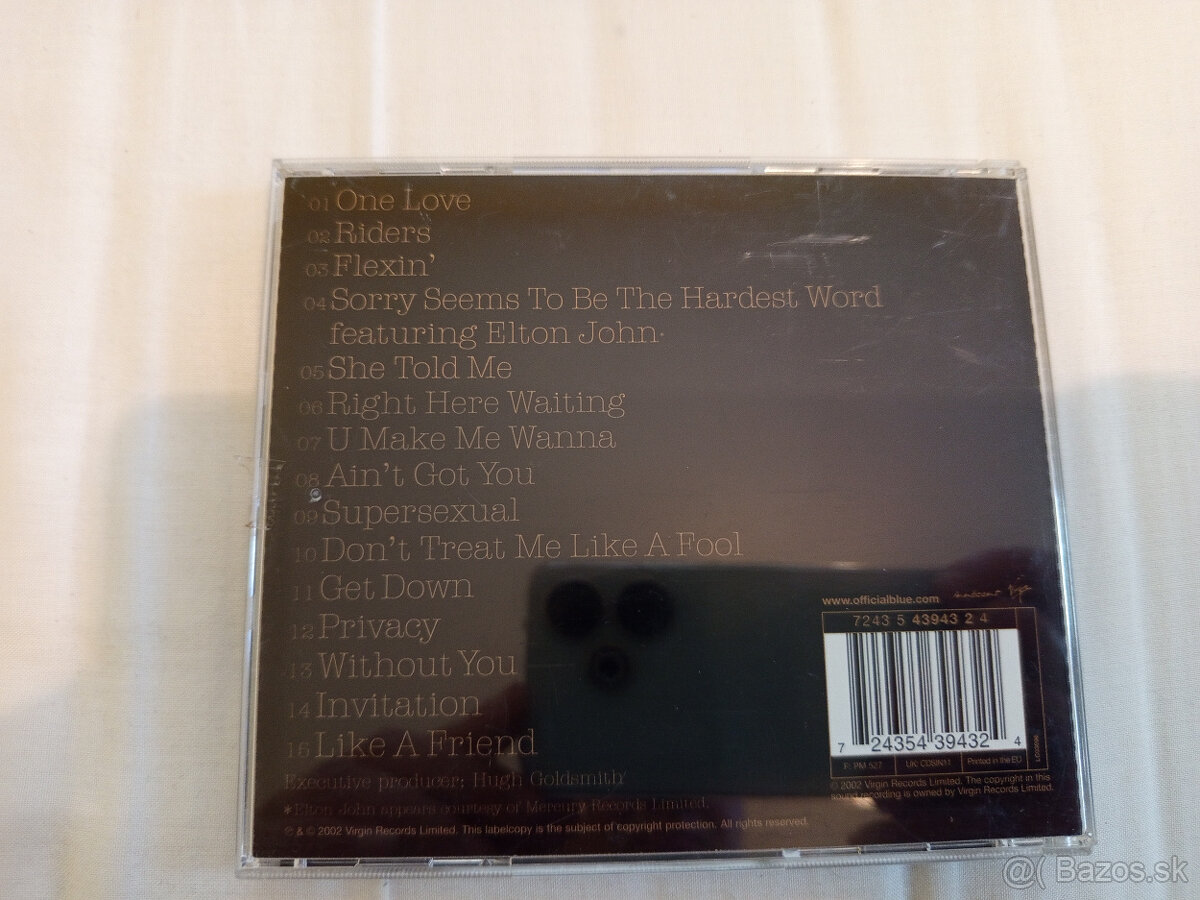 01 One Love
02 Riders
03 Flexin'
04 Sorry Seems To Be The Hardest Word
featuring Elton John*
05 She Told Me
06 Right Here Waiting
07 U Make Me Wanna
08 Ain't Got You
09 Supersexual
10 Don't Treat Me Like A Fool
11 Get Down
12 Privacy
13 Without You
14 Invitation
15 Like A Friend
Executive producer: Hugh Goldsmith
*Elton John appears courtesy of Mercury Records Limited.
℗ & © 2002 Virgin Records Limited. This labelcopy is the subject of copyright protection. All rights reserved.
www.officialblue.com
innocent Virgin
7243 5 43943 2 4
7 24354 39432 4
F: PM 527 UK: CDSIN11 Printed in the EU
© 2002 Virgin Records Limited. The copyright in this
sound recording is owned by Virgin Records Limited.
@( Bazos.sk